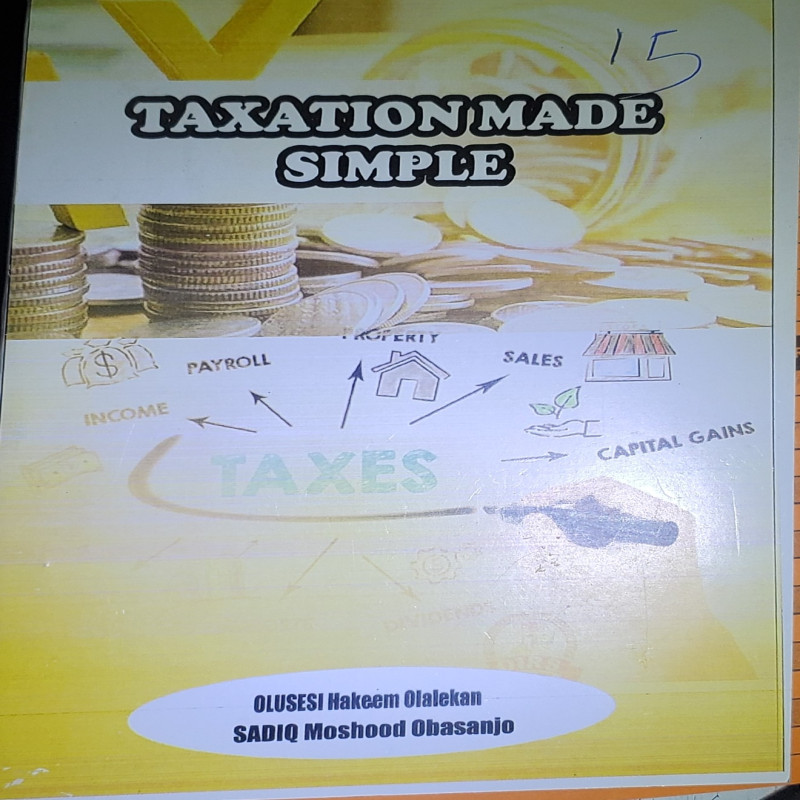 15
TAXATION MADE
SIMPLE
PROPERTY
PAYROLL
SALES
INCOME
CAPITAL GAINS
TAXES
DIVIDENDS
OLUSESI Hakeem Olalekan
SADIQ Moshood Obasanjo